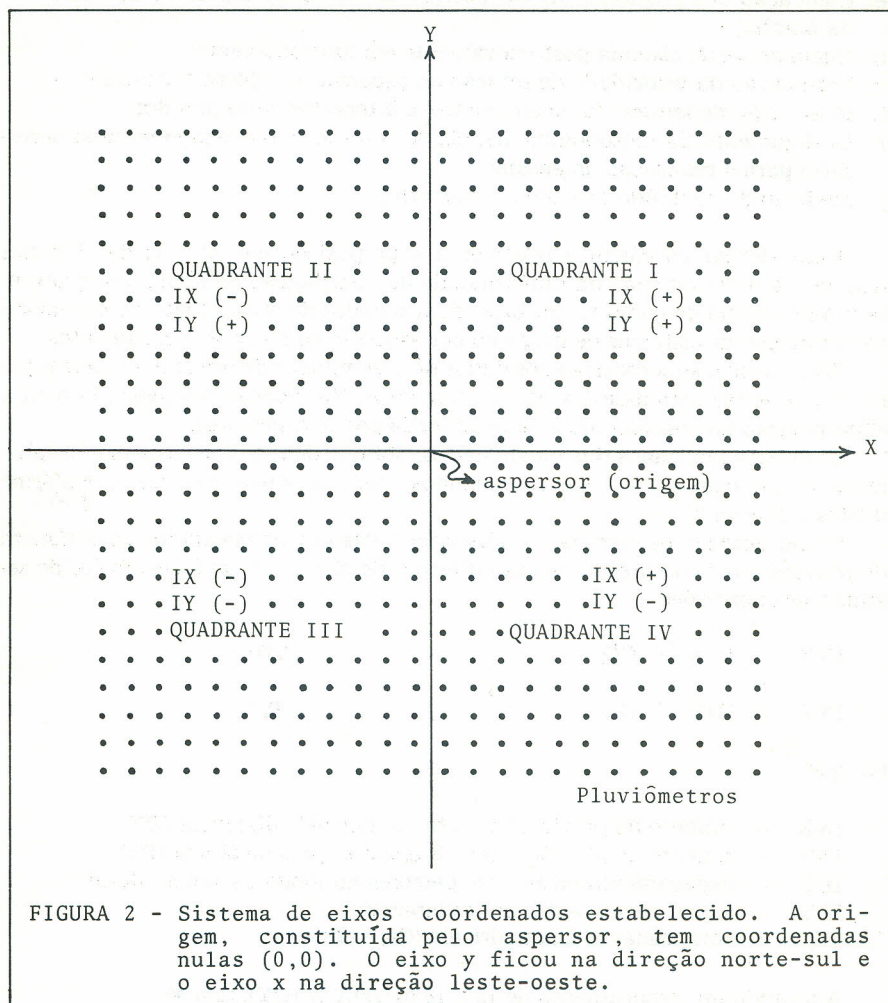 Y
QUADRANTE II
IX (-)
IY (+)
QUADRANTE I
IX (+)
IY (+)
X
aspersor (origem)
IX (-)
IY (-)
QUADRANTE III
IX (+)
IY (-)
QUADRANTE IV
Pluviômetros
FIGURA 2 - Sistema de eixos coordenados estabelecido. A ori-
gem, constituída pelo aspersor, tem coordenadas
nulas (0,0). O eixo y ficou na direção norte-sul e
o eixo x na direção leste-oeste.